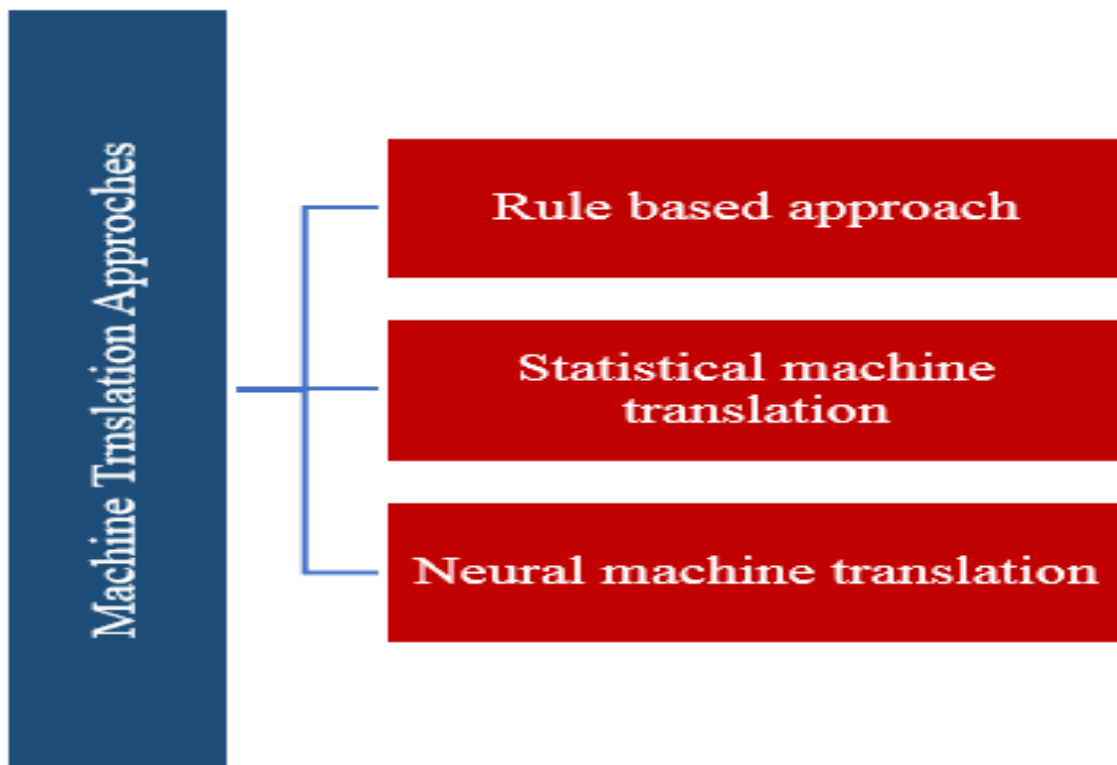 Machine Trnslation Approches
Rule based approach
Statistical machine
translation
Neural machine translation